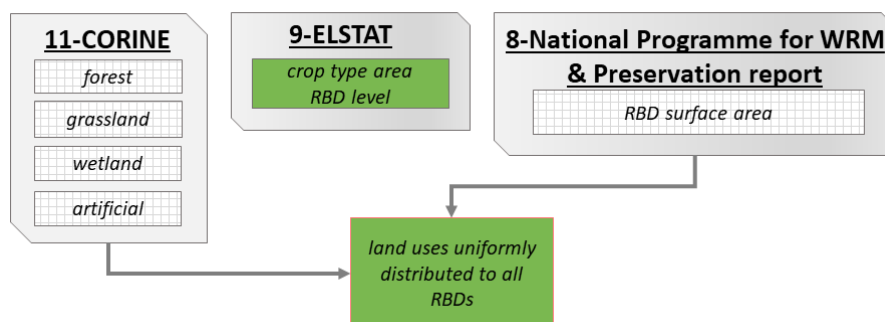 11-CORINE
forest
grassland
wetland
artificial
9-ELSTAT
crop type area
RBD level
8-National Programme for WRM
& Preservation report
RBD surface area
land uses uniformly
distributed to all
RBDs